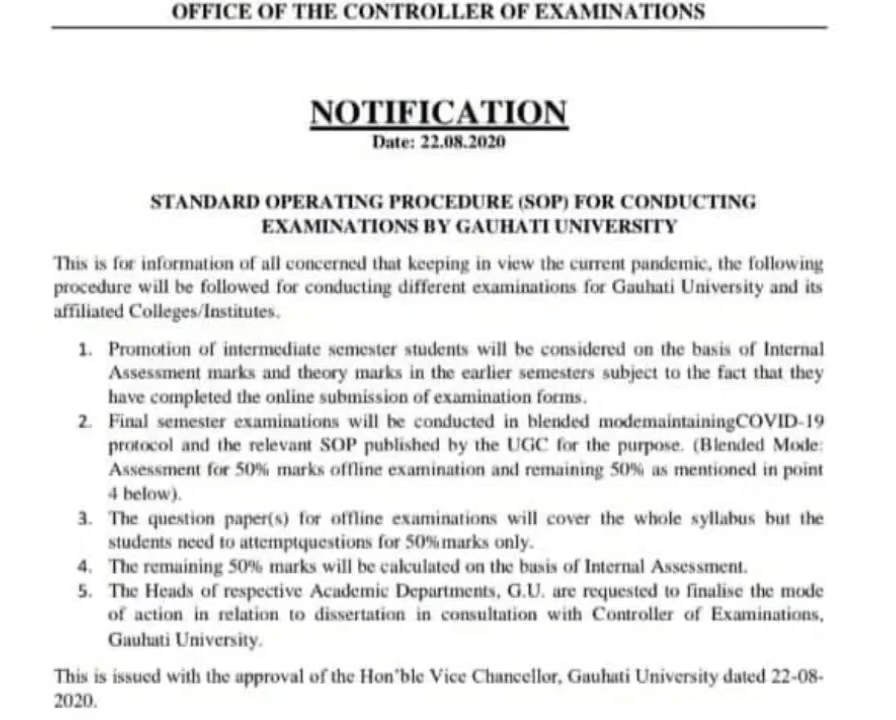 OFFICE OF THE CONTROLLER OF EXAMINATIONS
NOTIFICATION
Date: 22.08.2020
STANDARD OPERATING PROCEDURE (SOP) FOR CONDUCTING
EXAMINATIONS BY GAUHATI UNIVERSITY
This is for information of all concerned that keeping in view the current pandemic, the following
procedure will be followed for conducting different examinations for Gauhati University and its
affiliated Colleges/Institutes.
1. Promotion of intermediate semester students will be considered on the basis of Internal
Assessment marks and theory marks in the earlier semesters subject to the fact that they
have completed the online submission of examination forms.
2. Final semester examinations will be conducted in blended modemaintainingCOVID-19
protocol and the relevant SOP published by the UGC for the purpose. (Blended Mode:
Assessment for 50% marks offline examination and remaining 50% as mentioned in point
4 below).
3. The question paper(s) for offline examinations will cover the whole syllabus but the
students need to attemptquestions for 50%marks only.
4. The remaining 50% marks will be calculated on the basis of Internal Assessment.
5. The Heads of respective Academic Departments, G.U. are requested to finalise the mode
of action in relation to dissertation in consultation with Controller of Examinations,
Gauhati University.
This is issued with the approval of the Hon'ble Vice Chancellor, Gauhati University dated 22-08-
2020.